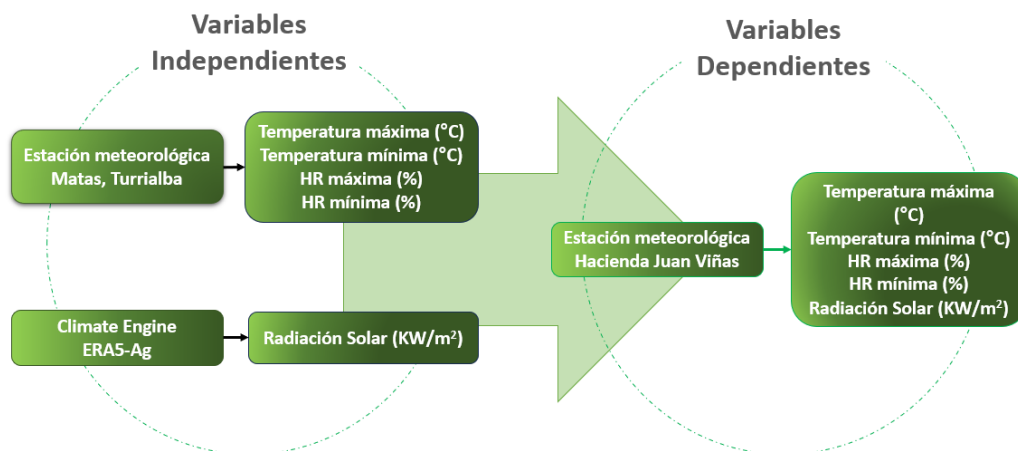 Variables
Independientes
Estación meteorológica
Matas, Turrialba
Temperatura máxima (°C)
Temperatura mínima (°C)
HR máxima (%)
HR mínima (%)
Climate Engine
ERA5-Ag
Radiación Solar (KW/m²)
Variables
Dependientes
Estación meteorológica
Hacienda Juan Viñas
Temperatura máxima
(°C)
Temperatura mínima (°C)
HR máxima (%)
HR mínima (%)
Radiación Solar (KW/m²)